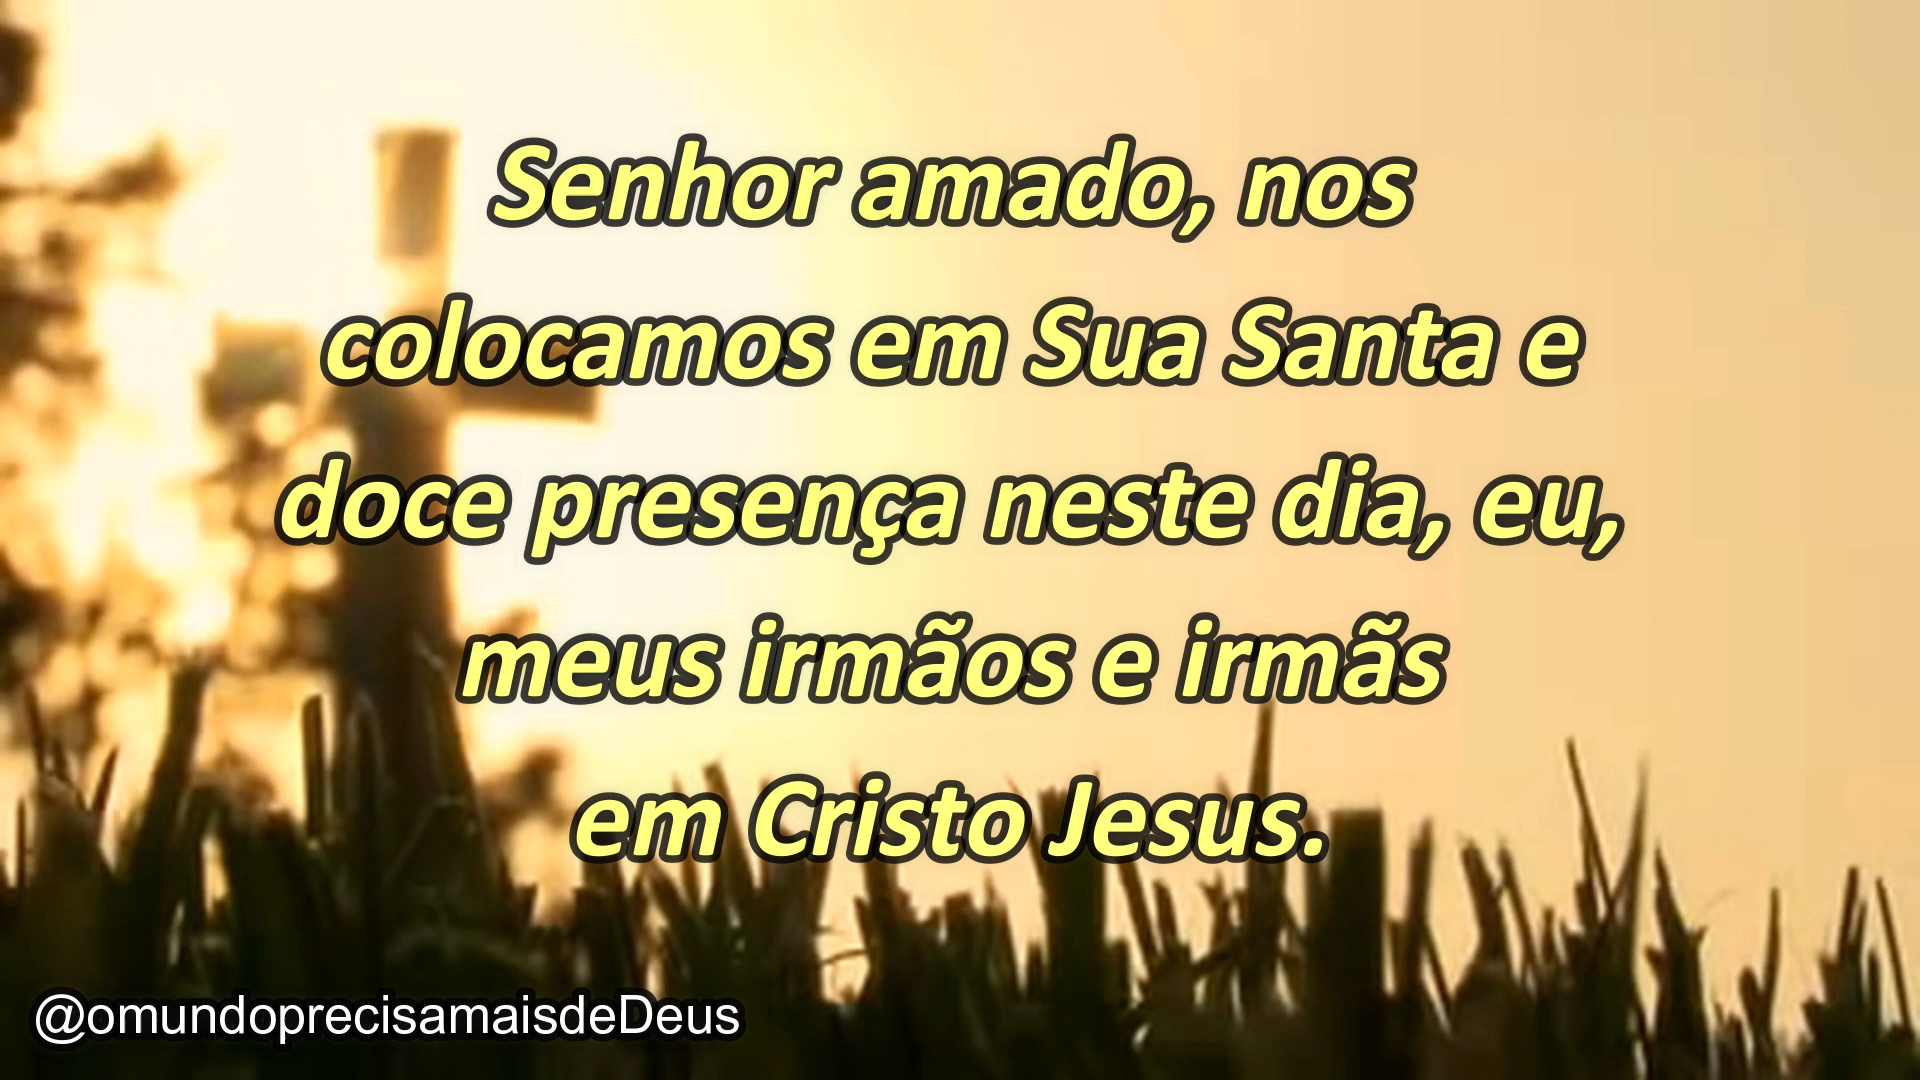 Senhor amado, nos
colocamos em Sua Santa e
doce presença neste dia, eu,
meus irmãos e irmãs
em Cristo Jesus.
@omundoprecisamaisdeDeus